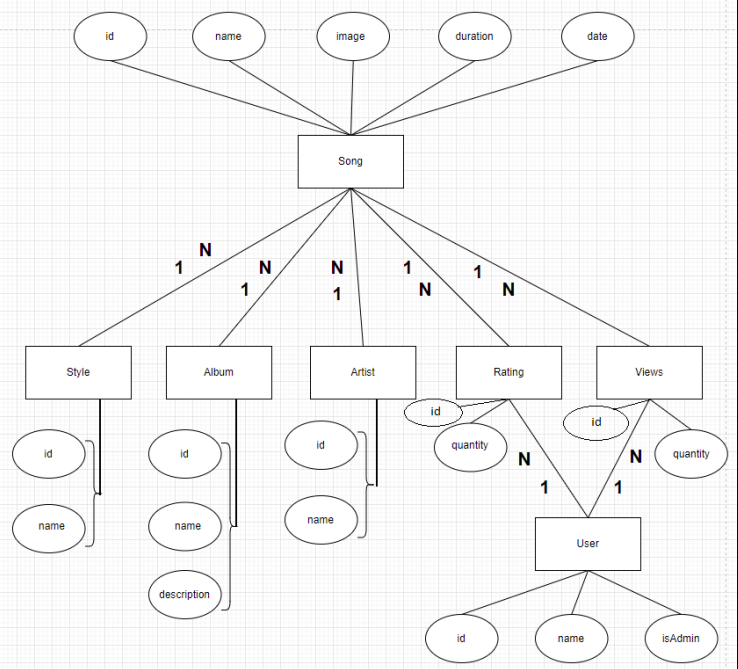 id
name
image
duration
date
Song
N
1
N
1
N
1
1
N
1
N
Style
Album
Artist
Rating
Views
id
id
id
id
id
quantity
quantity
name
name
name
N
1
N
1
description
User
id
name
isAdmin